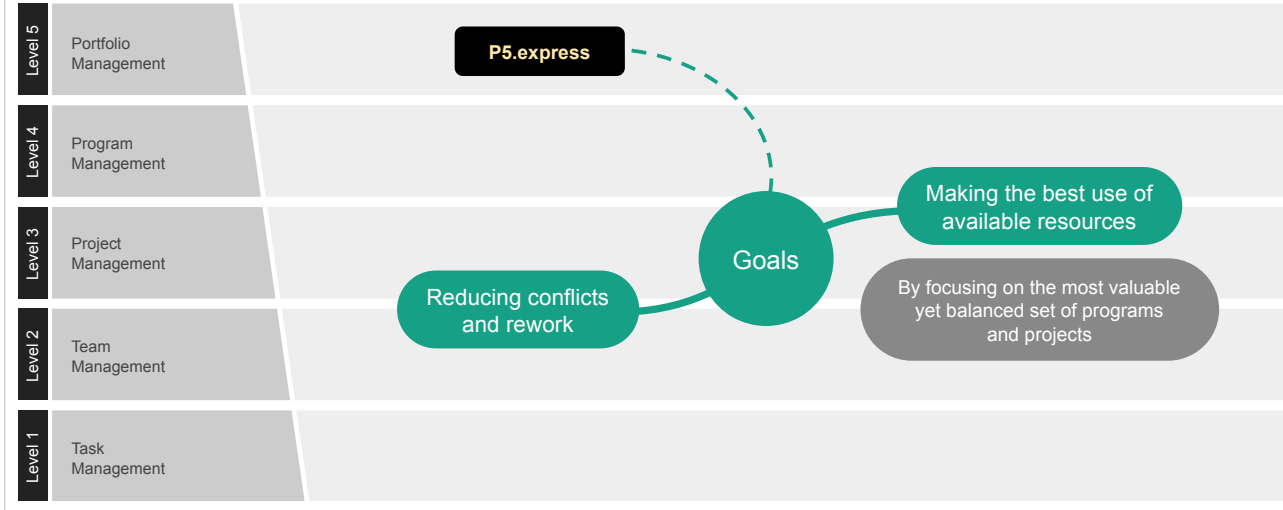 Level 5
Portfolio
Management
P5.express
Level 4
Program
Management
Making the best use of
available resources
Level 3
Project
Management
Goals
Reducing conflicts
and rework
By focusing on the most valuable
yet balanced set of programs
and projects
Level 2
Team
Management
Level 1
Task
Management